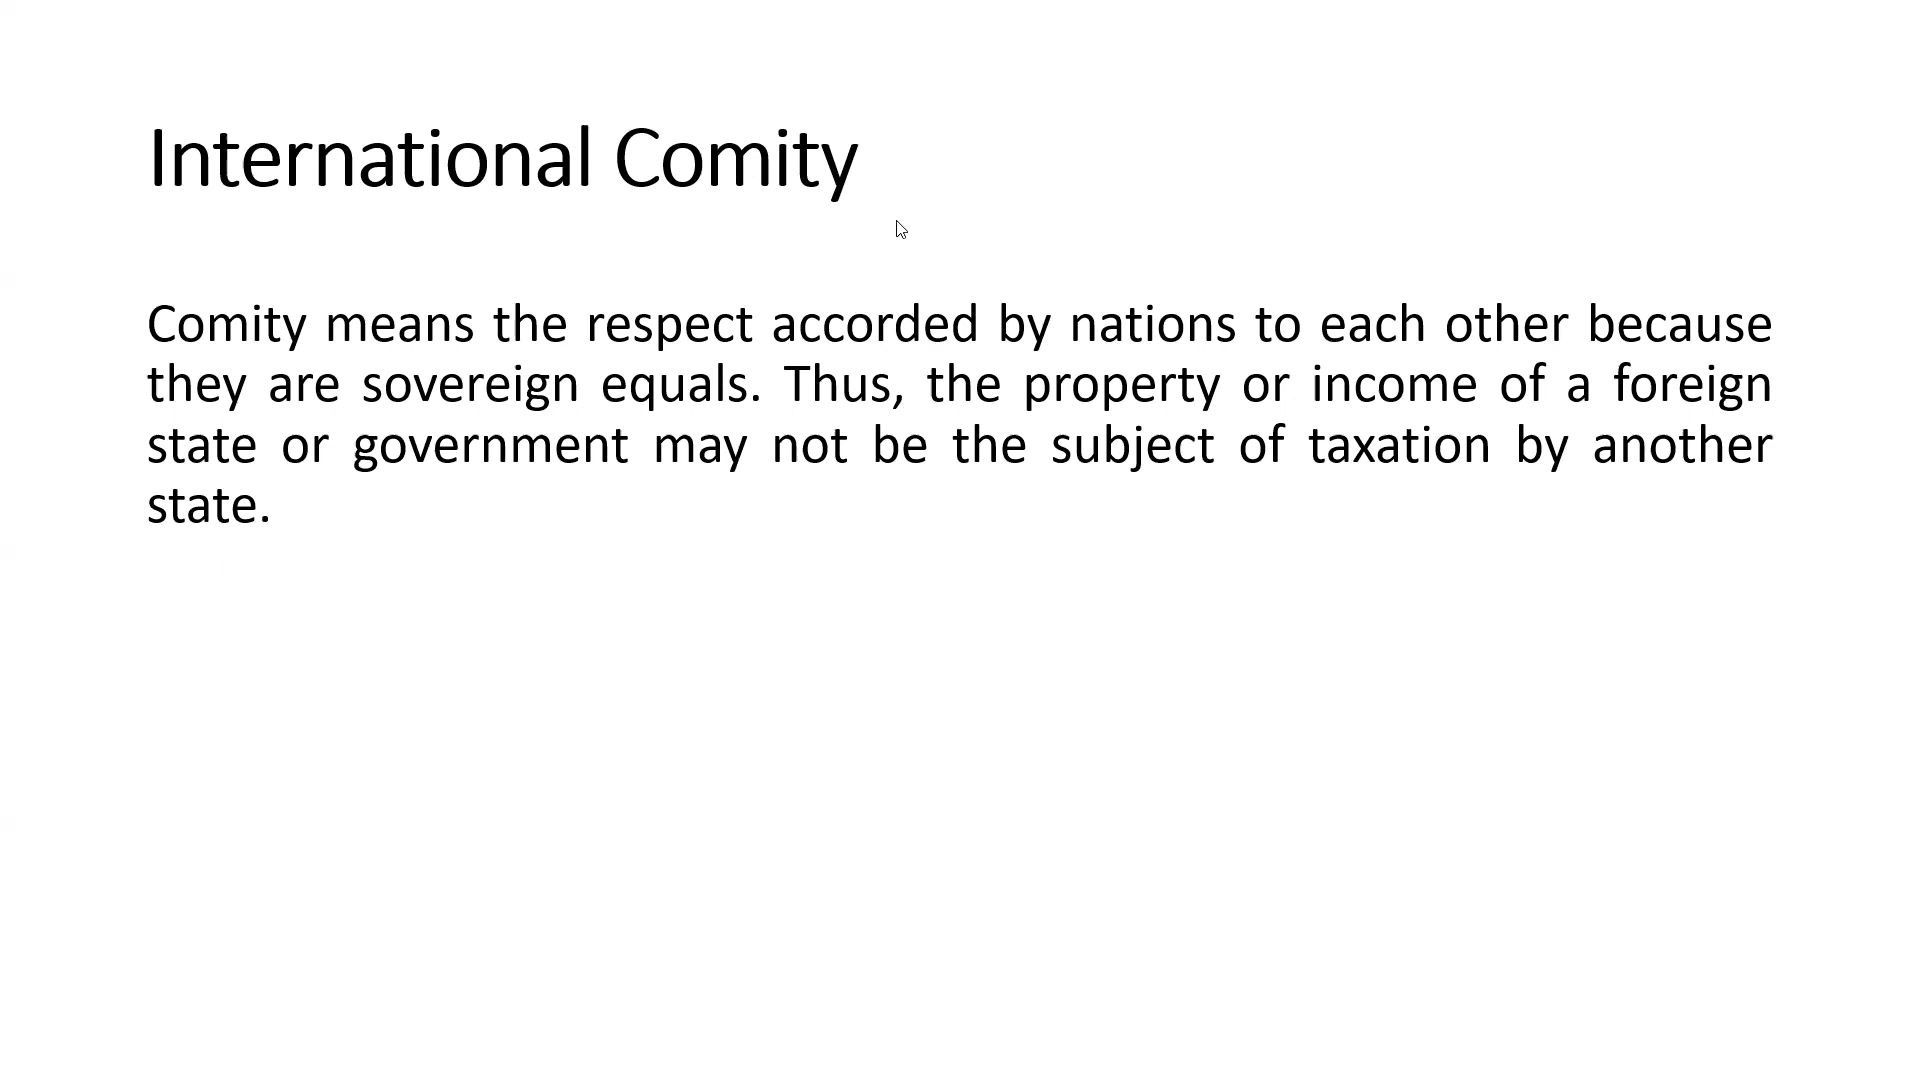 International Comity
Comity means the respect accorded by nations to each other because
they are sovereign equals. Thus, the property or income of a foreign
state or government may not be the subject of taxation by another
state.